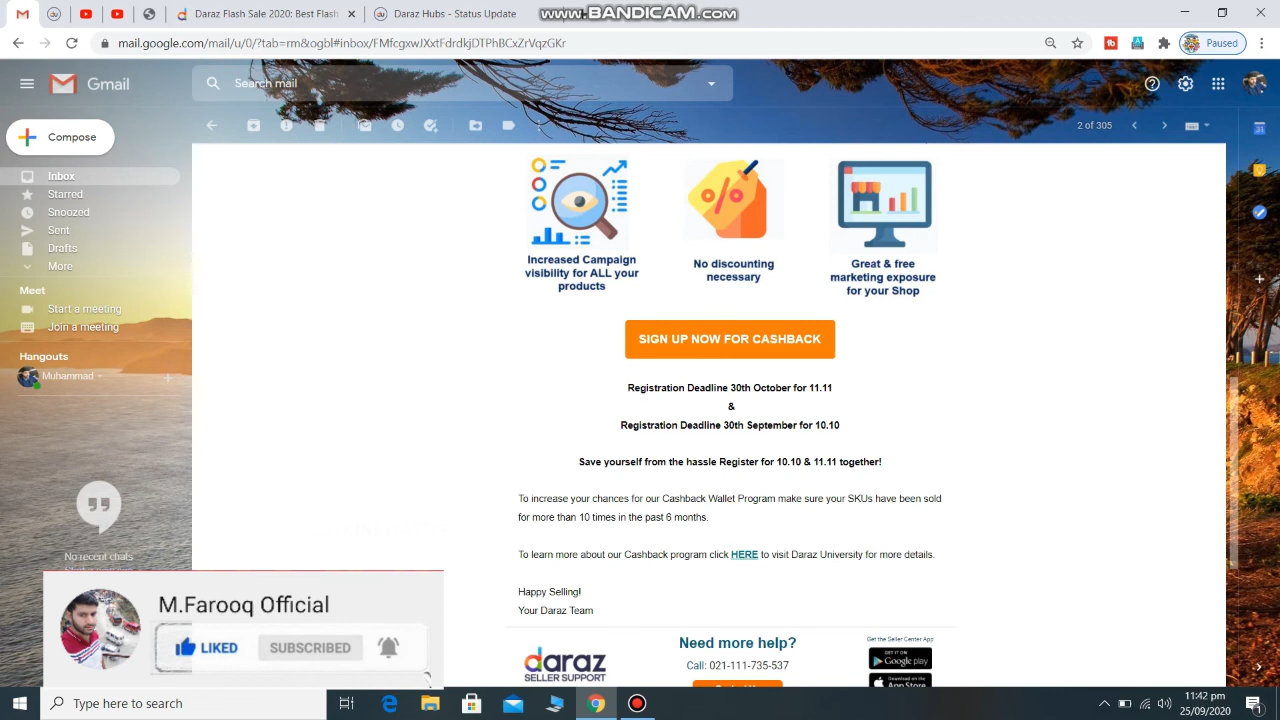 www.BANDICAM.com
Daraz Flash Sale 2020: Best Flash
Daraz Hubs - Status Update
mail.google.com/mail/u/0/?tab=rm&ogbl#inbox/FMfcgxwJXxtFdrdkjDTPhBCxZrVqzGKr
Paused
Gmail
Search mail
Compose
2 of 305
Inbox
Starred
Snoozed
Sent
Drafts
More
Meet
Start a meeting
Join a meeting
Hangouts
Muhammad
No recent chats
Increased Campaign
visibility for ALL your
products
No discounting
necessary
Great & free
marketing exposure
for your Shop
SIGN UP NOW FOR CASHBACK
Registration Deadline 30th October for 11.11
&
Registration Deadline 30th September for 10.10
Save yourself from the hassle Register for 10.10 & 11.11 together!
To increase your chances for our Cashback Wallet Program make sure your SKUs have been sold
for more than 10 times in the past 6 months.
To learn more about our Cashback program click HERE to visit Daraz University for more details.
Happy Selling!
Your Daraz Team
daraz
SELLER SUPPORT
Need more help?
Call: 021-111-735-537
Get the Seller Center App
GET IT ON
Google play
Download on the
App Store
M.Farooq Official
LIKED
SUBSCRIBED
Type here to search
11:42 pm
25/09/2020